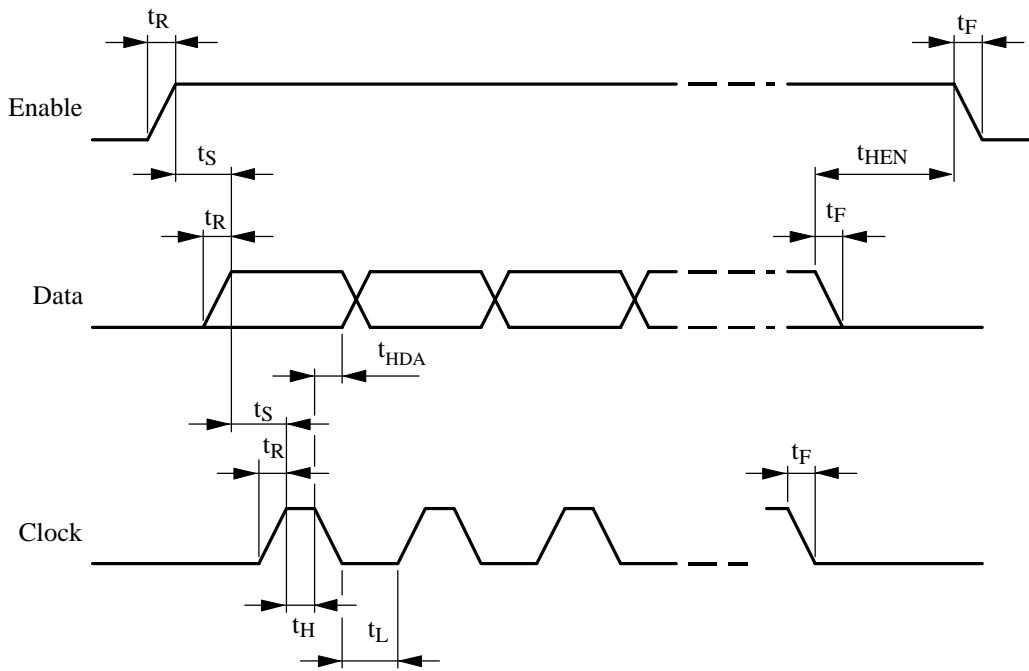 tR
tF
Enable
tS
tHEN
tR
tF
Data
tHDA
tS
tR
tF
Clock
tH
tL